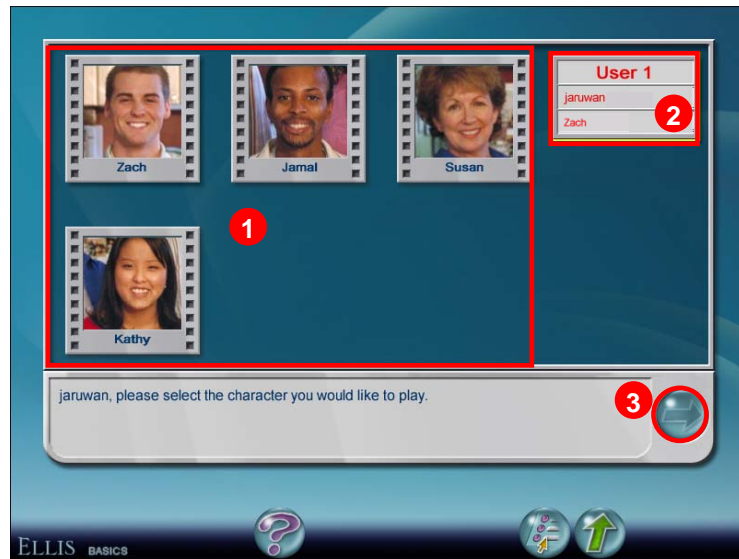 User 1
jaruwan
Zach
2
Zach
Jamal
Susan
1
Kathy
jaruwan, please select the character you would like to play.
3
?
ELLIS BASICS